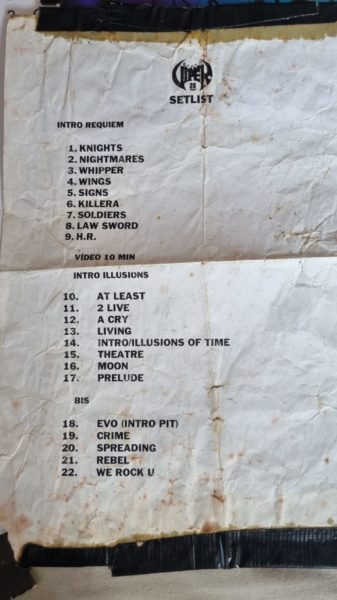 VIPER
25
SETLIST
INTRO REQUIEM
1. KNIGHTS
2. NIGHTMARES
3. WHIPPER
4. WINGS
5. SIGNS
6. KILLERA
7. SOLDIERS
8. LAW SWORD
9. H.R.
VÍDEO 10 MIN
INTRO ILLUSIONS
10. AT LEAST
11. 2 LIVE
12. A CRY
13. LIVING
14. INTRO/ILLUSIONS OF TIME
15. THEATRE
16. MOON
17. PRELUDE
BIS
18. EVO (INTRO PIT)
19. CRIME
20. SPREADING
21. REBEL
22. WE ROCK U